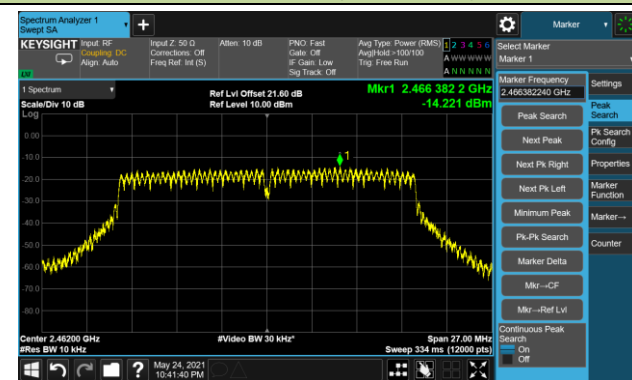 Spectrum Analyzer 1
Swept SA
+
Marker
KEYSIGHT
Input: RF
Coupling: DC
Align: Auto
Input Z: 50 Ω
Corrections: Off
Freq Ref: Int (S)
Atten: 10 dB
PNO: Fast
Gate: Off
IF Gain: Low
Sig Track: Off
Avg Type: Power (RMS)
Avg|Hold:>100/100
Trig: Free Run
1 2 3 4 5 6
A W W W W W
A N N N N N
Select Marker
Marker 1
1 Spectrum
Scale/Div 10 dB
Log
Ref Lvl Offset 21.60 dB
Ref Level 10.00 dBm
Mkr1 2.466 382 2 GHz
-14.221 dBm
1
0.00
-10.0
-20.0
-30.0
-40.0
-50.0
-60.0
-70.0
-80.0
Center 2.46200 GHz
#Res BW 10 kHz
#Video BW 30 kHz*
Span 27.00 MHz
Sweep 334 ms (12000 pts)
Marker Frequency
2.466382240 GHz
Peak Search
Next Peak
Next Pk Right
Next Pk Left
Minimum Peak
Pk-Pk Search
Marker Delta
Mkr→CF
Mkr→Ref Lvl
Continuous Peak
Search
On
Off
Settings
Peak
Search
Pk Search
Config
Properties
Marker
Function
Marker→
Counter
?
May 24, 2021
10:41:40 PM